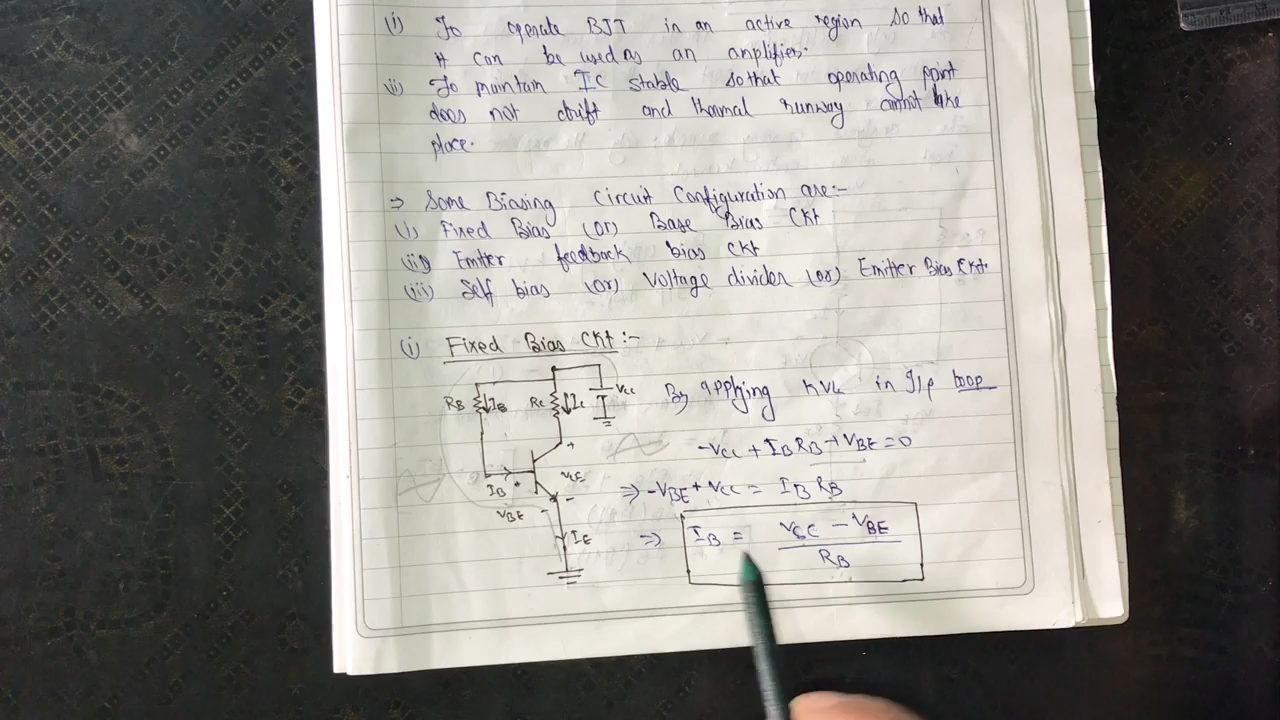 (i) To operate BJT in an active region so that
it can be used as an amplifier.
(ii) To maintain IC stable so that operating point
does not drift and thermal runway cannot take
place.
⇒ Some Biasing Circuit Configuration are:-
(i) Fixed Bias (or) Base Bias Ckt
(ii) Emitter feedback bias Ckt
(iii) Self bias (or) Voltage divider (or) Emitter Bias Ckt.
(i) Fixed Bias Ckt :-
RB IB RC IC VCC
By applying KVL in I/p loop
-VCC + IB RB + VBE = 0
+
VCE
IB
-
VBE -
⇒ -VBE + VCC = IB RB
IE
⇒ IB = VCC - VBE
RB